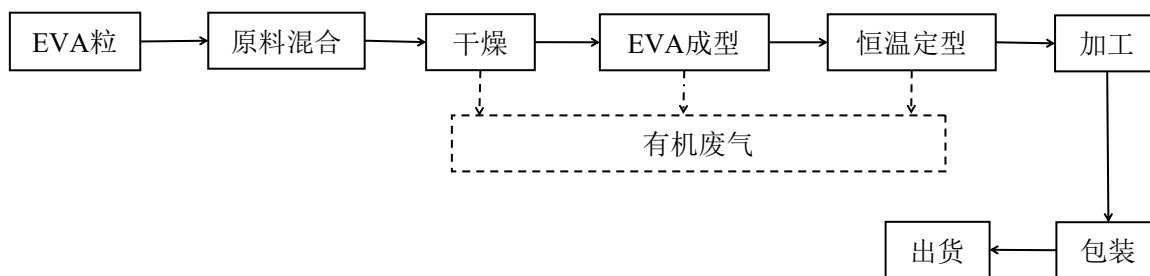 EVA粒
原料混合
干燥
EVA成型
恒温定型
加工
有机废气
出货
包装